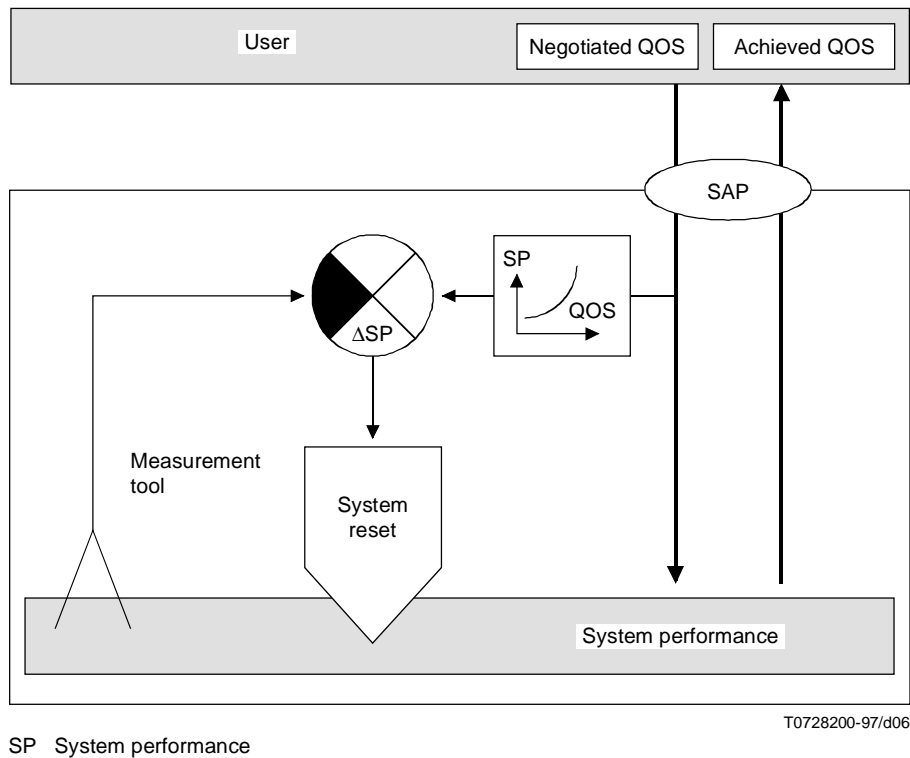 User
Negotiated QOS
Achieved QOS
SAP
SP
QOS
∆SP
Measurement
tool
System
reset
System performance
T0728200-97/d06
SP System performance